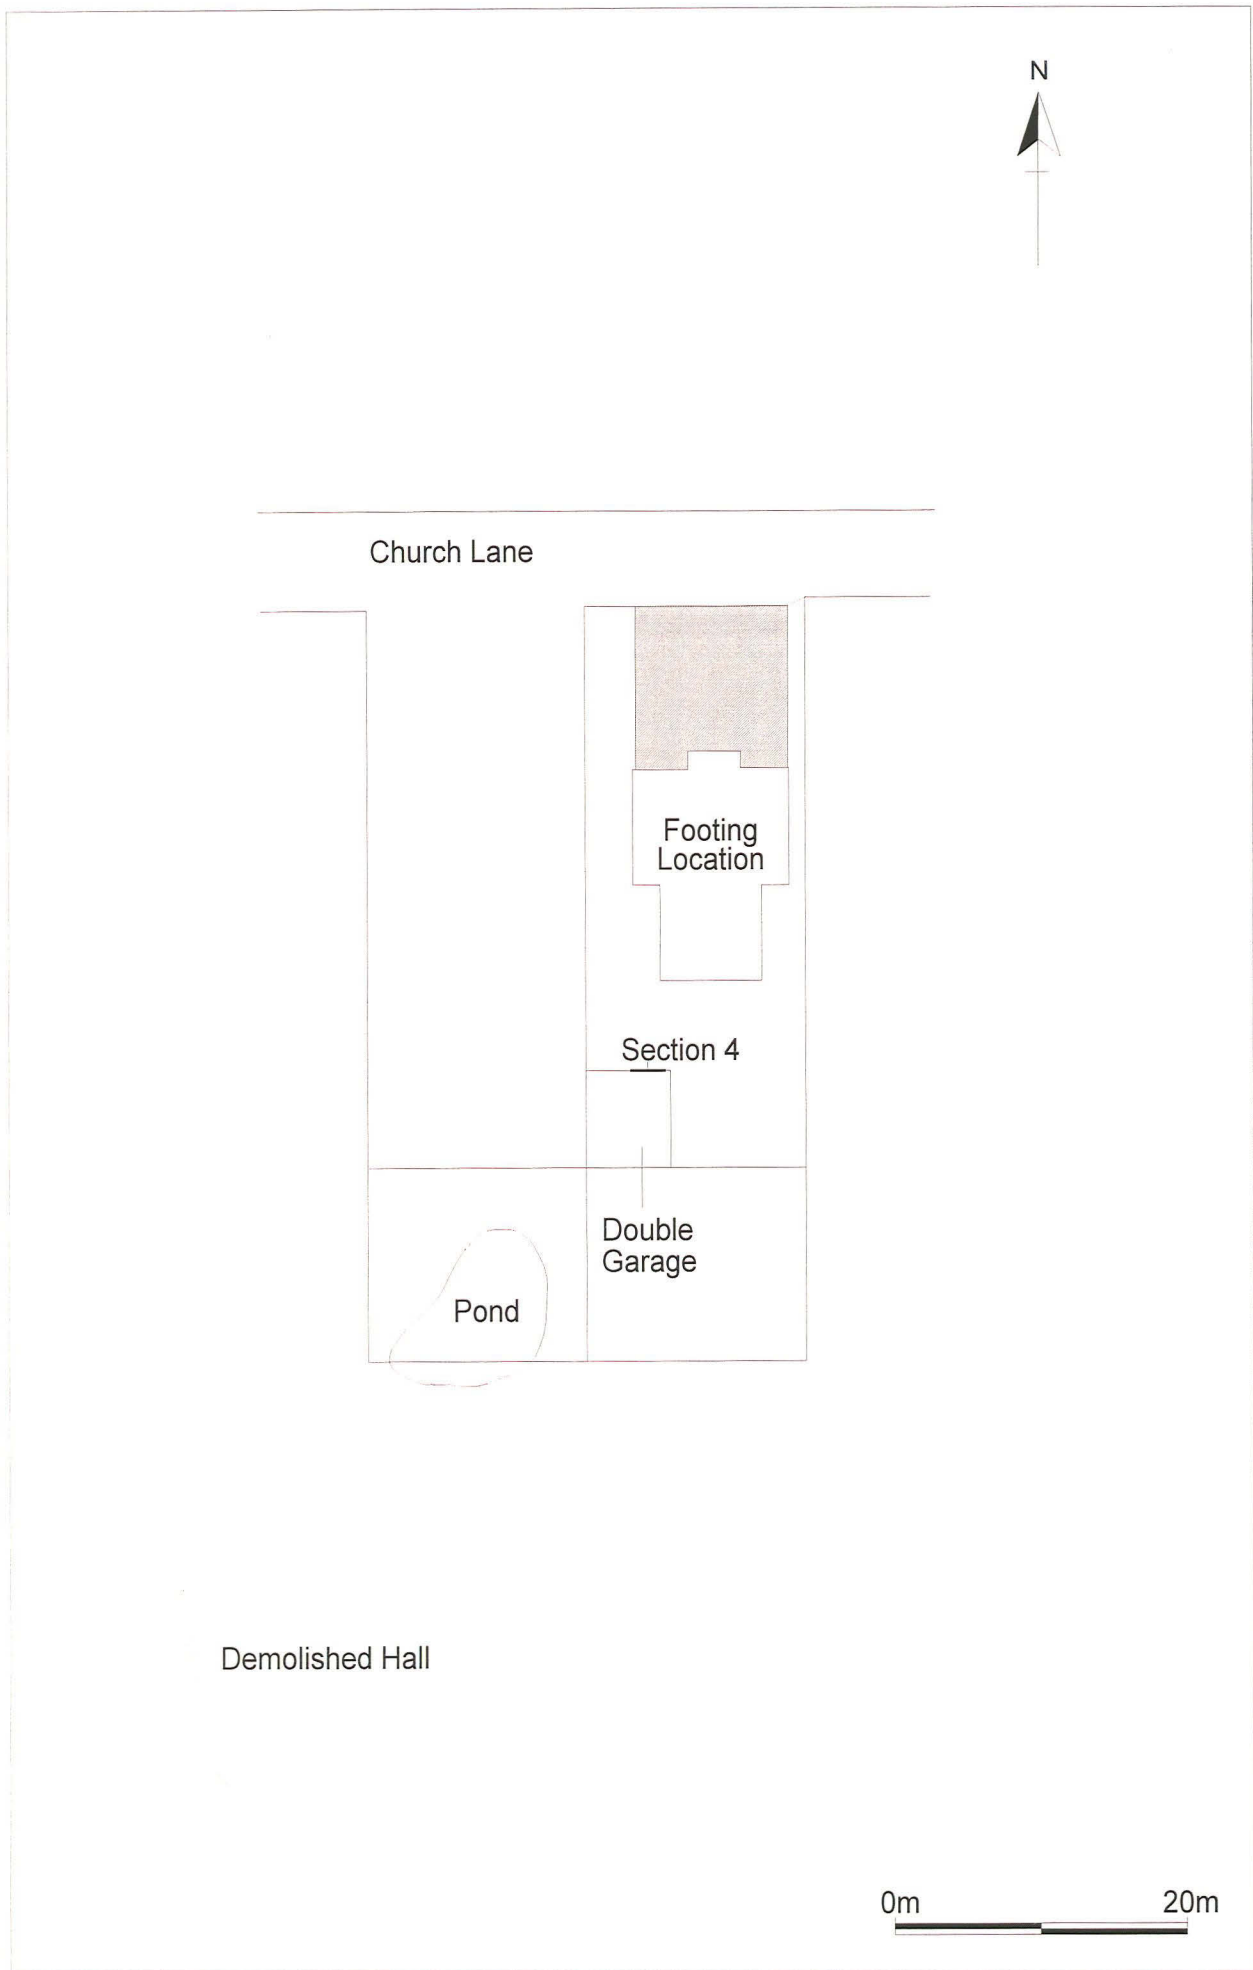 N
Church Lane
Footing
Location
Section 4
Double
Garage
Pond
Demolished Hall
0m 20m